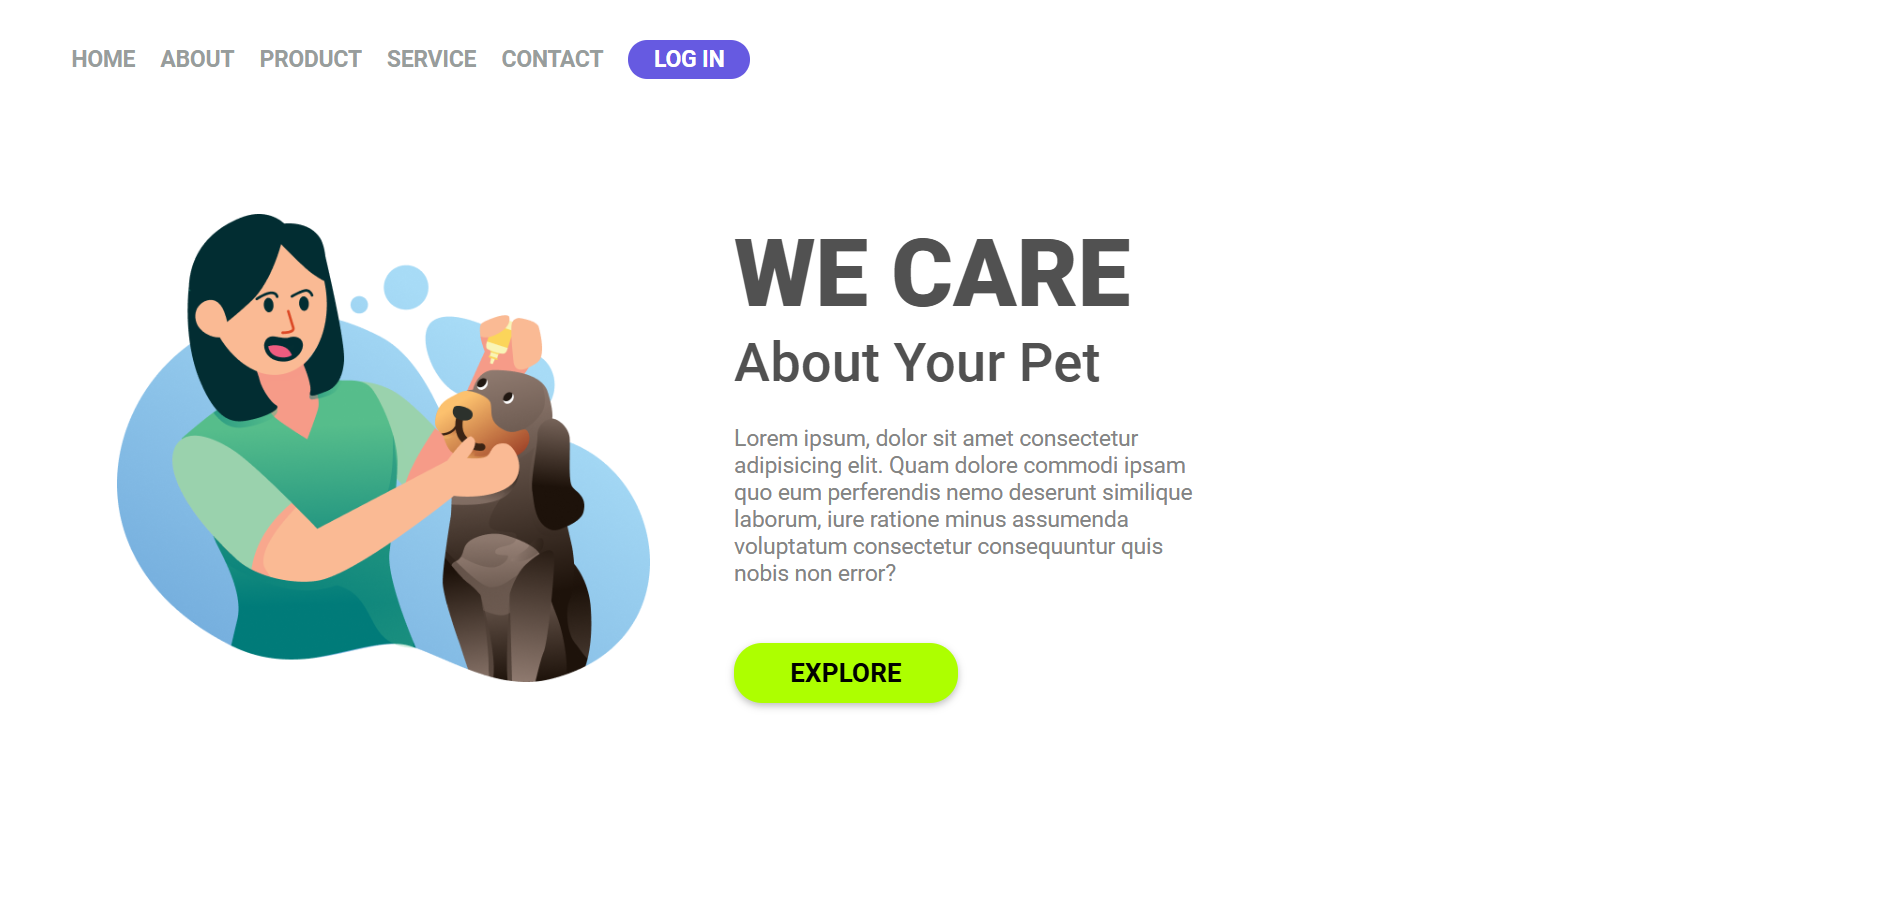 HOME ABOUT PRODUCT SERVICE CONTACT LOG IN
WE CARE
About Your Pet
Lorem ipsum, dolor sit amet consectetur
adipisicing elit. Quam dolore commodi ipsam
quo eum perferendis nemo deserunt similique
laborum, iure ratione minus assumenda
voluptatum consectetur consequuntur quis
nobis non error?
EXPLORE